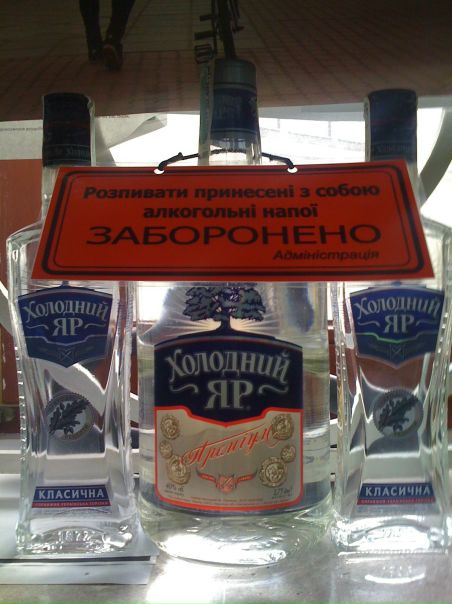 Розпивати принесені з собою
алкогольні напої
ЗАБОРОНЕНО
Адміністрація
Холодний
ЯР
КЛАСИЧНА
Холодний
ЯР
Преміум
Холодний
ЯР
КЛАСИЧНА